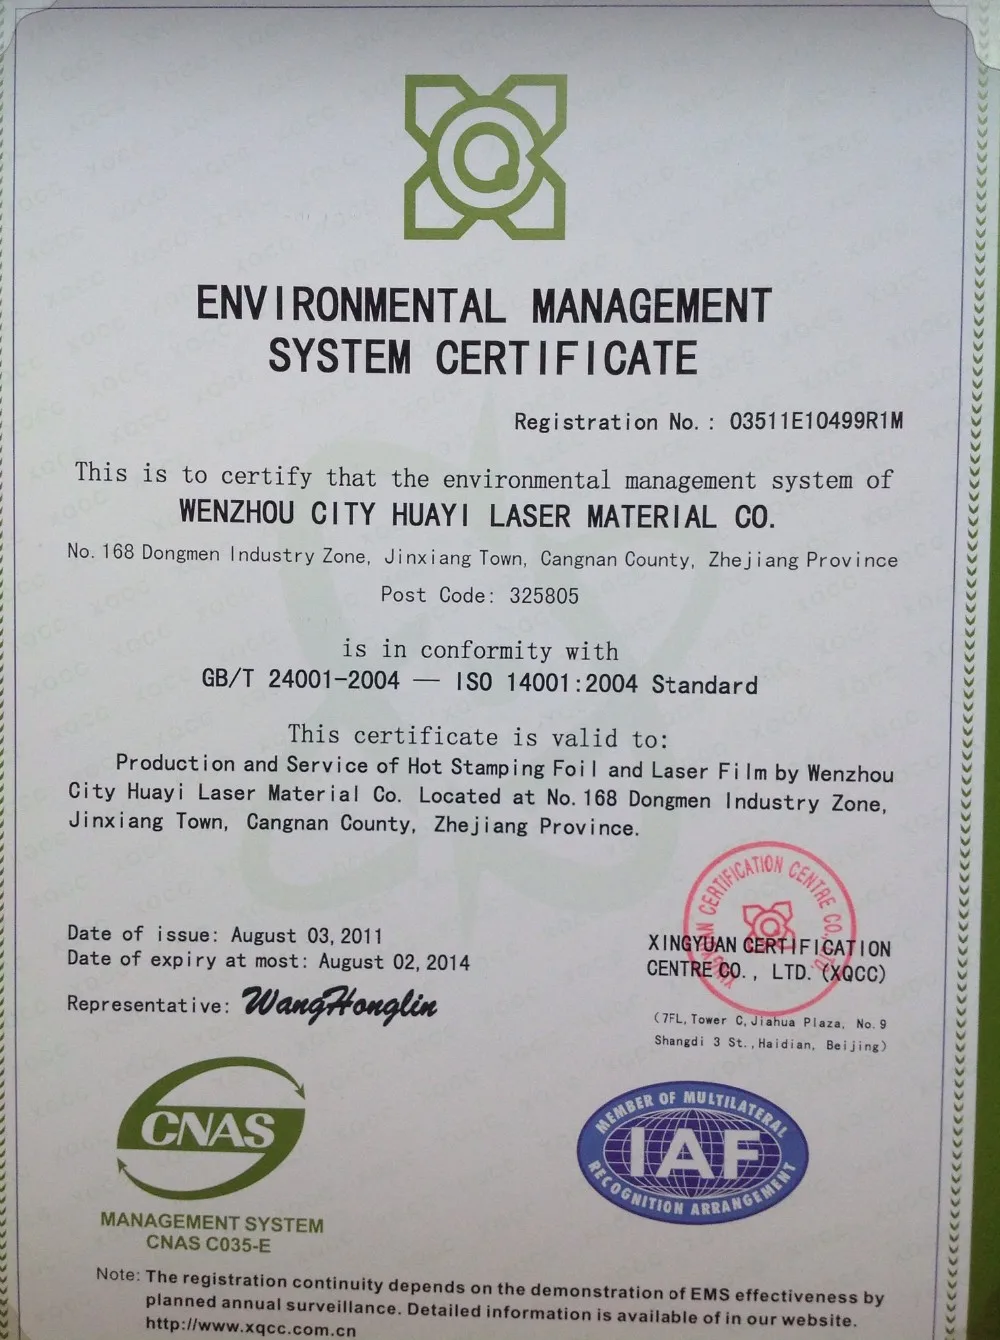 ENVIRONMENTAL MANAGEMENT
SYSTEM CERTIFICATE
Registration No.: 03511E10499R1M
This is to certify that the environmental management system of
WENZHOU CITY HUAYI LASER MATERIAL CO.
No.168 Dongmen Industry Zone, Jinxiang Town, Cangnan County, Zhejiang Province
Post Code: 325805
is in conformity with
GB/T 24001-2004 — ISO 14001:2004 Standard
This certificate is valid to:
Production and Service of Hot Stamping Foil and Laser Film by Wenzhou
City Huayi Laser Material Co. Located at No.168 Dongmen Industry Zone,
Jinxiang Town, Cangnan County, Zhejiang Province.
Date of issue: August 03,2011
Date of expiry at most: August 02,2014
Representative: WangHonglin
XINGYUAN CERTIFICATION CENTRE CO., LTD.
XINGYUAN CERTIFICATION
CENTRE CO., LTD. (XQCC)
(7FL,Tower C,Jiahua Plaza, No.9
Shangdi 3 St.,Haidian, Beijing)
CNAS
MANAGEMENT SYSTEM
CNAS C035-E
MEMBER OF MULTILATERAL
IAF
RECOGNITION ARRANGEMENT
Note: The registration continuity depends on the demonstration of EMS effectiveness by
planned annual surveillance. Detailed information is available of in our website.
http://www.xqcc.com.cn